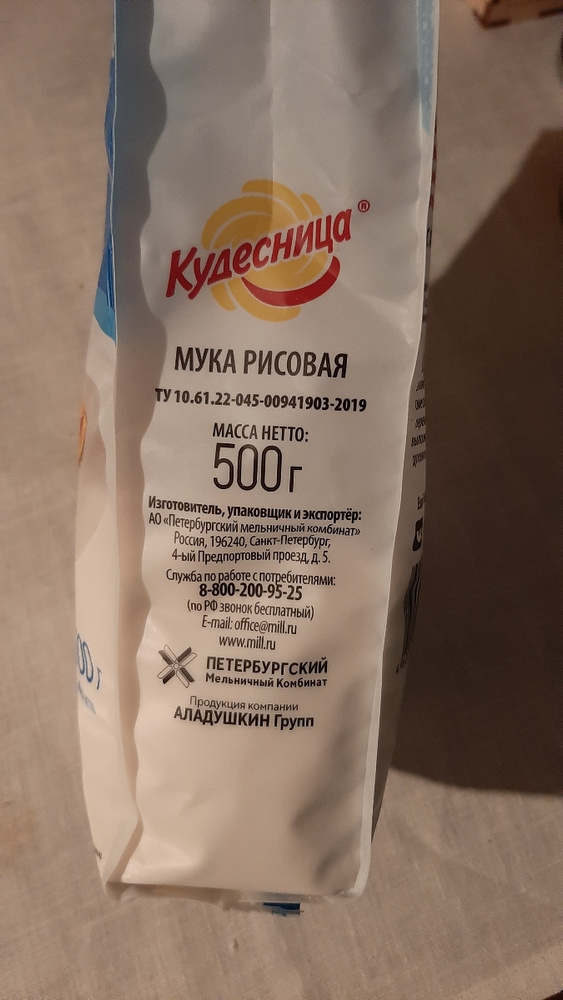 Кудесница®
МУКА РИСОВАЯ
ТУ 10.61.22-045-00941903-2019
МАССА НЕТТО:
500 г
Изготовитель, упаковщик и экспортёр:
АО «Петербургский мельничный комбинат»
Россия, 196240, Санкт-Петербург,
4-ый Предпортовый проезд, д. 5.
Служба по работе с потребителями:
8-800-200-95-25
(по РФ звонок бесплатный)
E-mail: office@mill.ru
www.mill.ru
ПЕТЕРБУРГСКИЙ
Мельничный Комбинат
Продукция компании
АЛАДУШКИН Групп